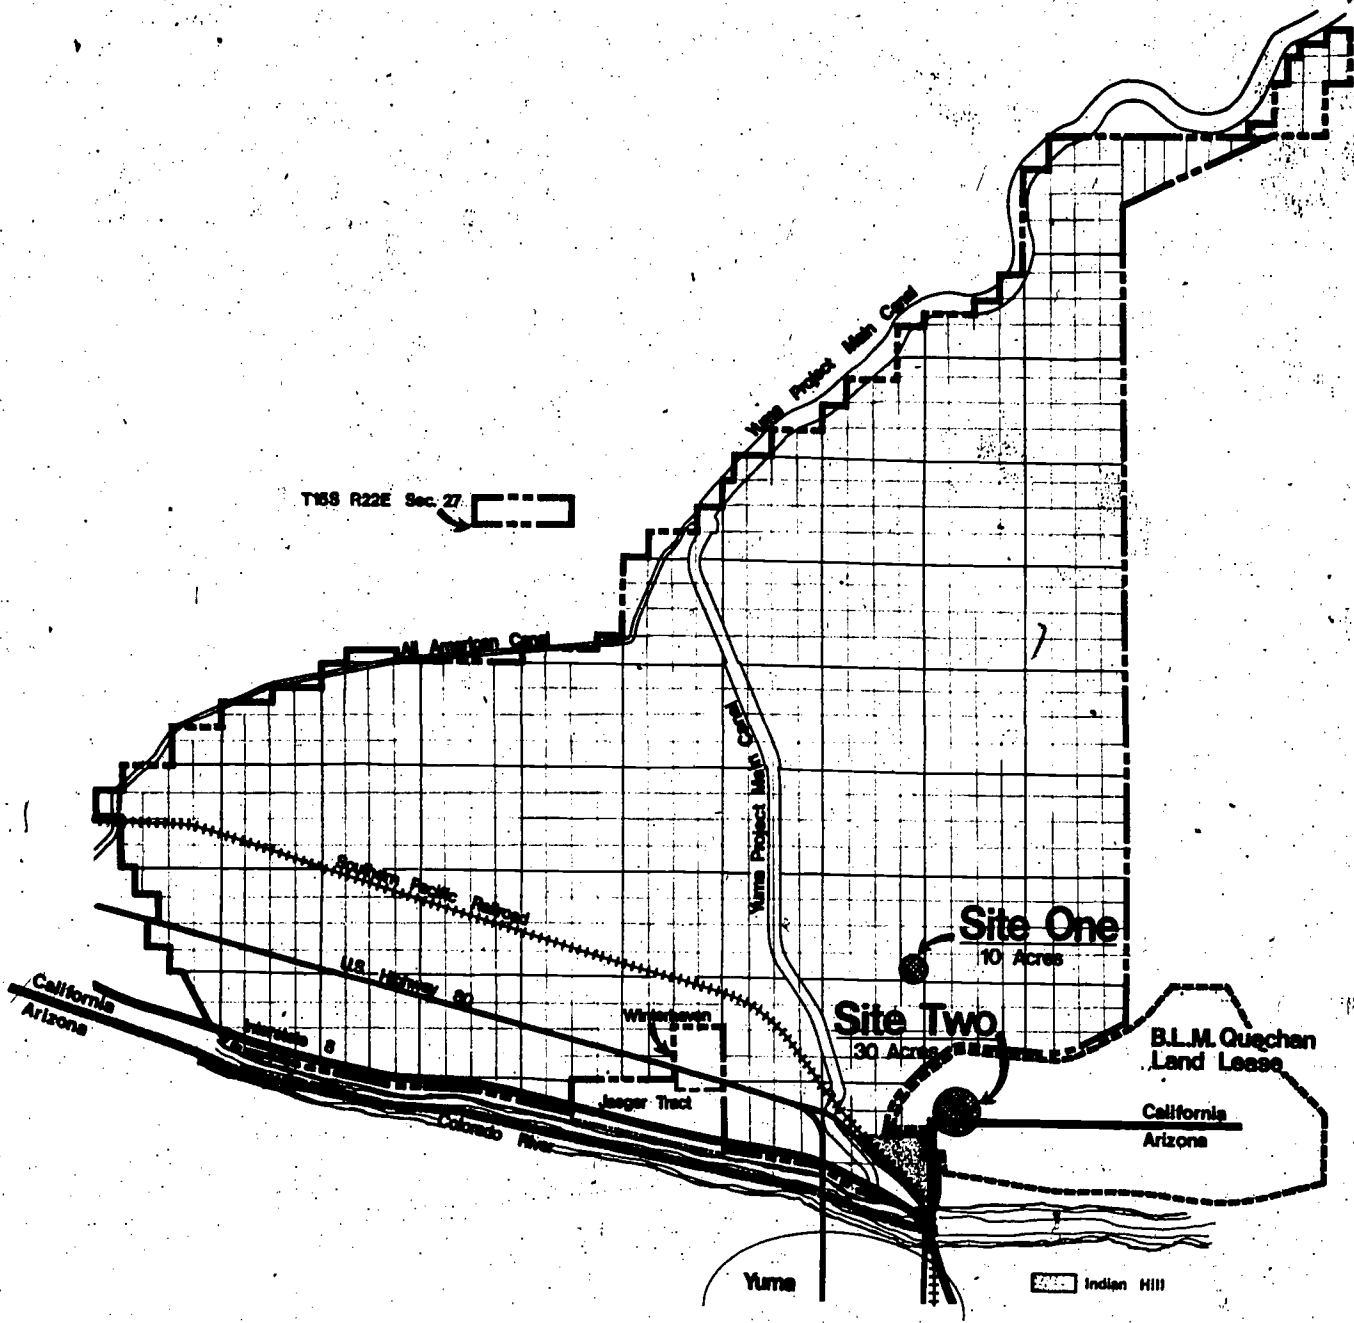 Yuma Project Main Canal
T16S R22E Sec. 27
All American Canal
Yuma Project Main Canal
Southern Pacific Railroad
Site One
10 Acres
U.S. Highway 80
California
Arizona
Interstate 8
Winterhaven
Site Two
30 Acres
B.L.M. Quechan
Land Lease
Jaeger Tract
California
Arizona
Colorado River
Yuma
Indian Hill